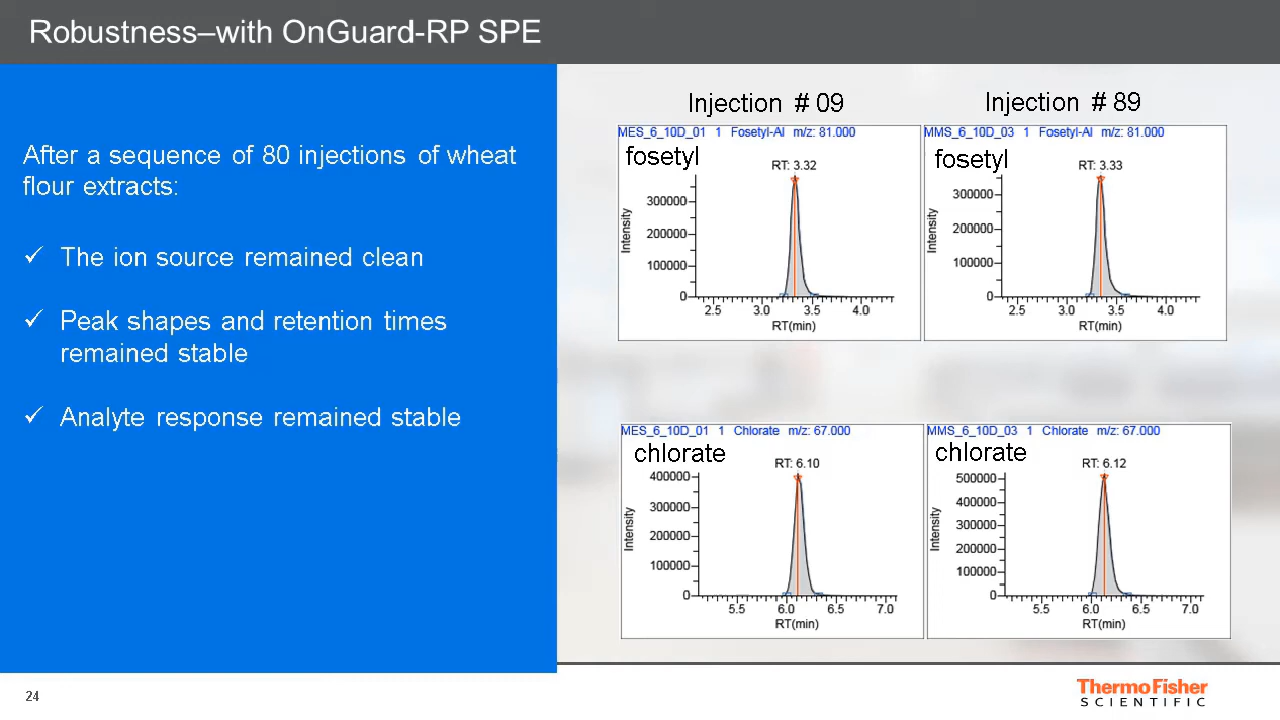 Robustness–with OnGuard-RP SPE
After a sequence of 80 injections of wheat
flour extracts:
✓ The ion source remained clean
✓ Peak shapes and retention times
remained stable
✓ Analyte response remained stable
Injection # 09
MES_6_10D_01 1 Fosetyl-Al m/z: 81.000
fosetyl
RT: 3.32
300000
200000
100000
0
Intensity
2.5 3.0 3.5 4.0
RT(min)
Injection # 89
MMS_6_10D_03 1 Fosetyl-Al m/z: 81.000
fosetyl
RT: 3.33
300000
200000
100000
0
Intensity
2.5 3.0 3.5 4.0
RT(min)
MES_6_10D_01 1 Chlorate m/z: 67.000
chlorate
RT: 6.10
400000
300000
200000
100000
0
Intensity
5.5 6.0 6.5 7.0
RT(min)
MMS_6_10D_03 1 Chlorate m/z: 67.000
chlorate
RT: 6.12
500000
400000
300000
200000
100000
0
Intensity
5.5 6.0 6.5 7.0
RT(min)
24
ThermoFisher
SCIENTIFIC